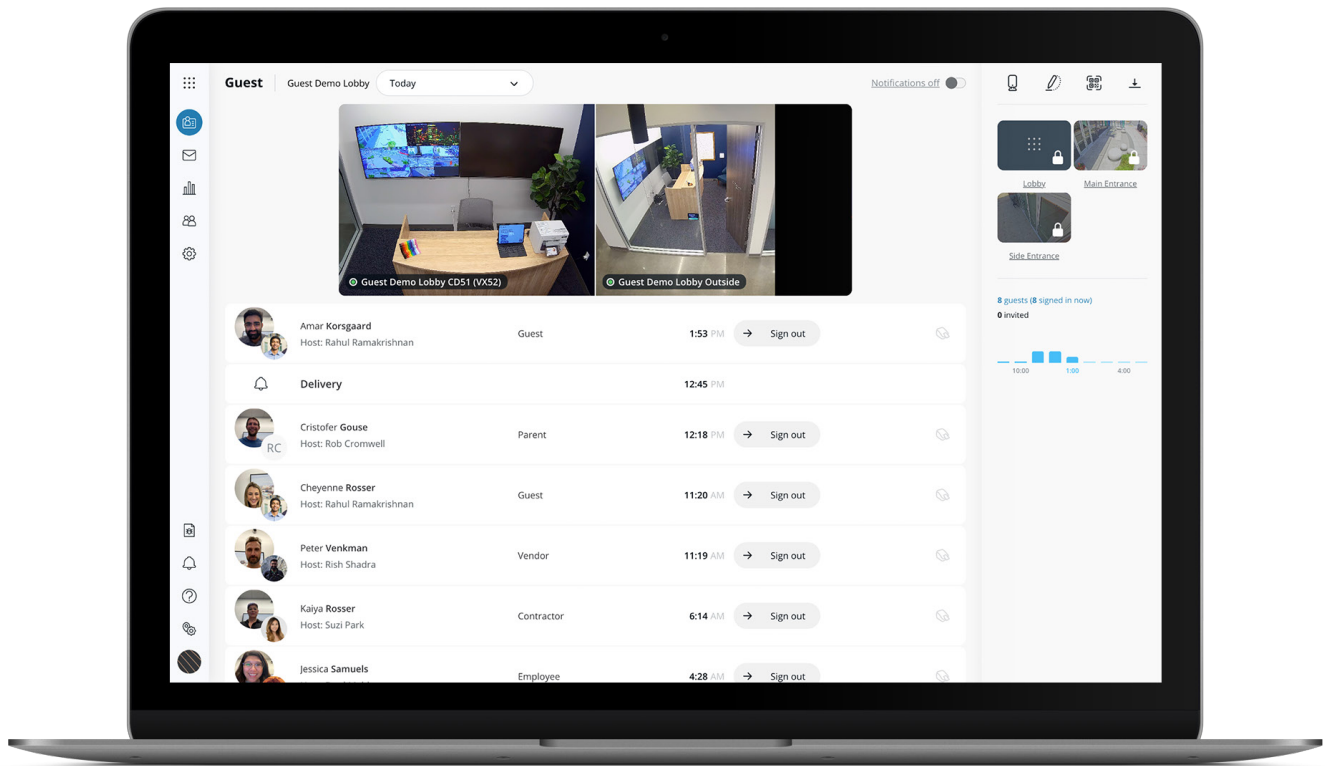 Guest
Guest Demo Lobby
Today
Notifications off
Guest Demo Lobby CD51 (VX52)
Guest Demo Lobby Outside
Amar Korsgaard
Host: Rahul Ramakrishnan
Guest
1:53 PM
Sign out
Delivery
12:45 PM
Cristofer Gouse
Host: Rob Cromwell
RC
Parent
12:18 PM
Sign out
Cheyenne Rosser
Host: Rahul Ramakrishnan
Guest
11:20 AM
Sign out
Peter Venkman
Host: Rish Shadra
Vendor
11:19 AM
Sign out
Kaiya Rosser
Host: Suzi Park
Contractor
6:14 AM
Sign out
Jessica Samuels
Employee
4:28 AM
Sign out
Lobby
Main Entrance
Side Entrance
8 guests (8 signed in now)
0 invited
10:00
1:00
4:00